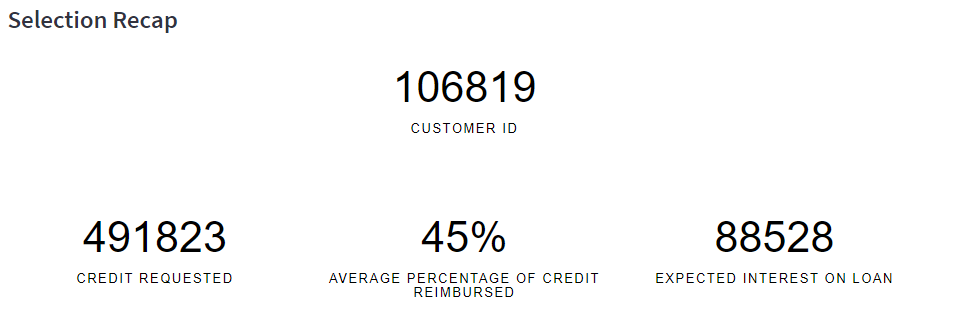 Selection Recap
106819
CUSTOMER ID
491823
CREDIT REQUESTED
45%
AVERAGE PERCENTAGE OF CREDIT
REIMBURSED
88528
EXPECTED INTEREST ON LOAN